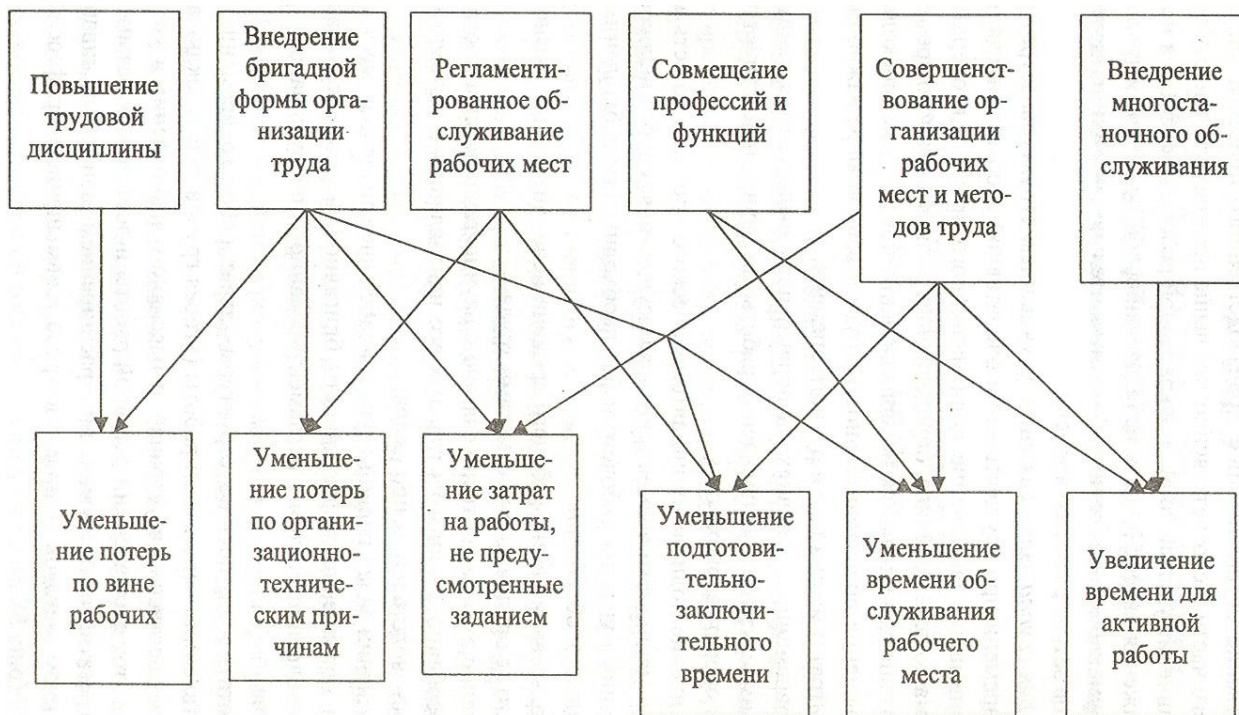 Повышение
трудовой
дисциплины
Внедрение
бригадной
формы орга-
низации
труда
Регламенти-
рованное об-
служивание
рабочих мест
Совмещение
профессий и
функций
Совершенст-
вование ор-
ганизации
рабочих
мест и мето-
дов труда
Внедрение
многоста-
ночного об-
служивания
Уменьше-
ние потерь
по вине
рабочих
Уменьше-
ние потерь
по органи-
зационно-
техниче-
ским при-
чинам
Уменьше-
ние затрат
на работы,
не преду-
смотренные
заданием
Уменьшение
подготови-
тельно-
заключи-
тельного
времени
Уменьшение
времени об-
служивания
рабочего
места
Увеличение
времени для
активной
работы